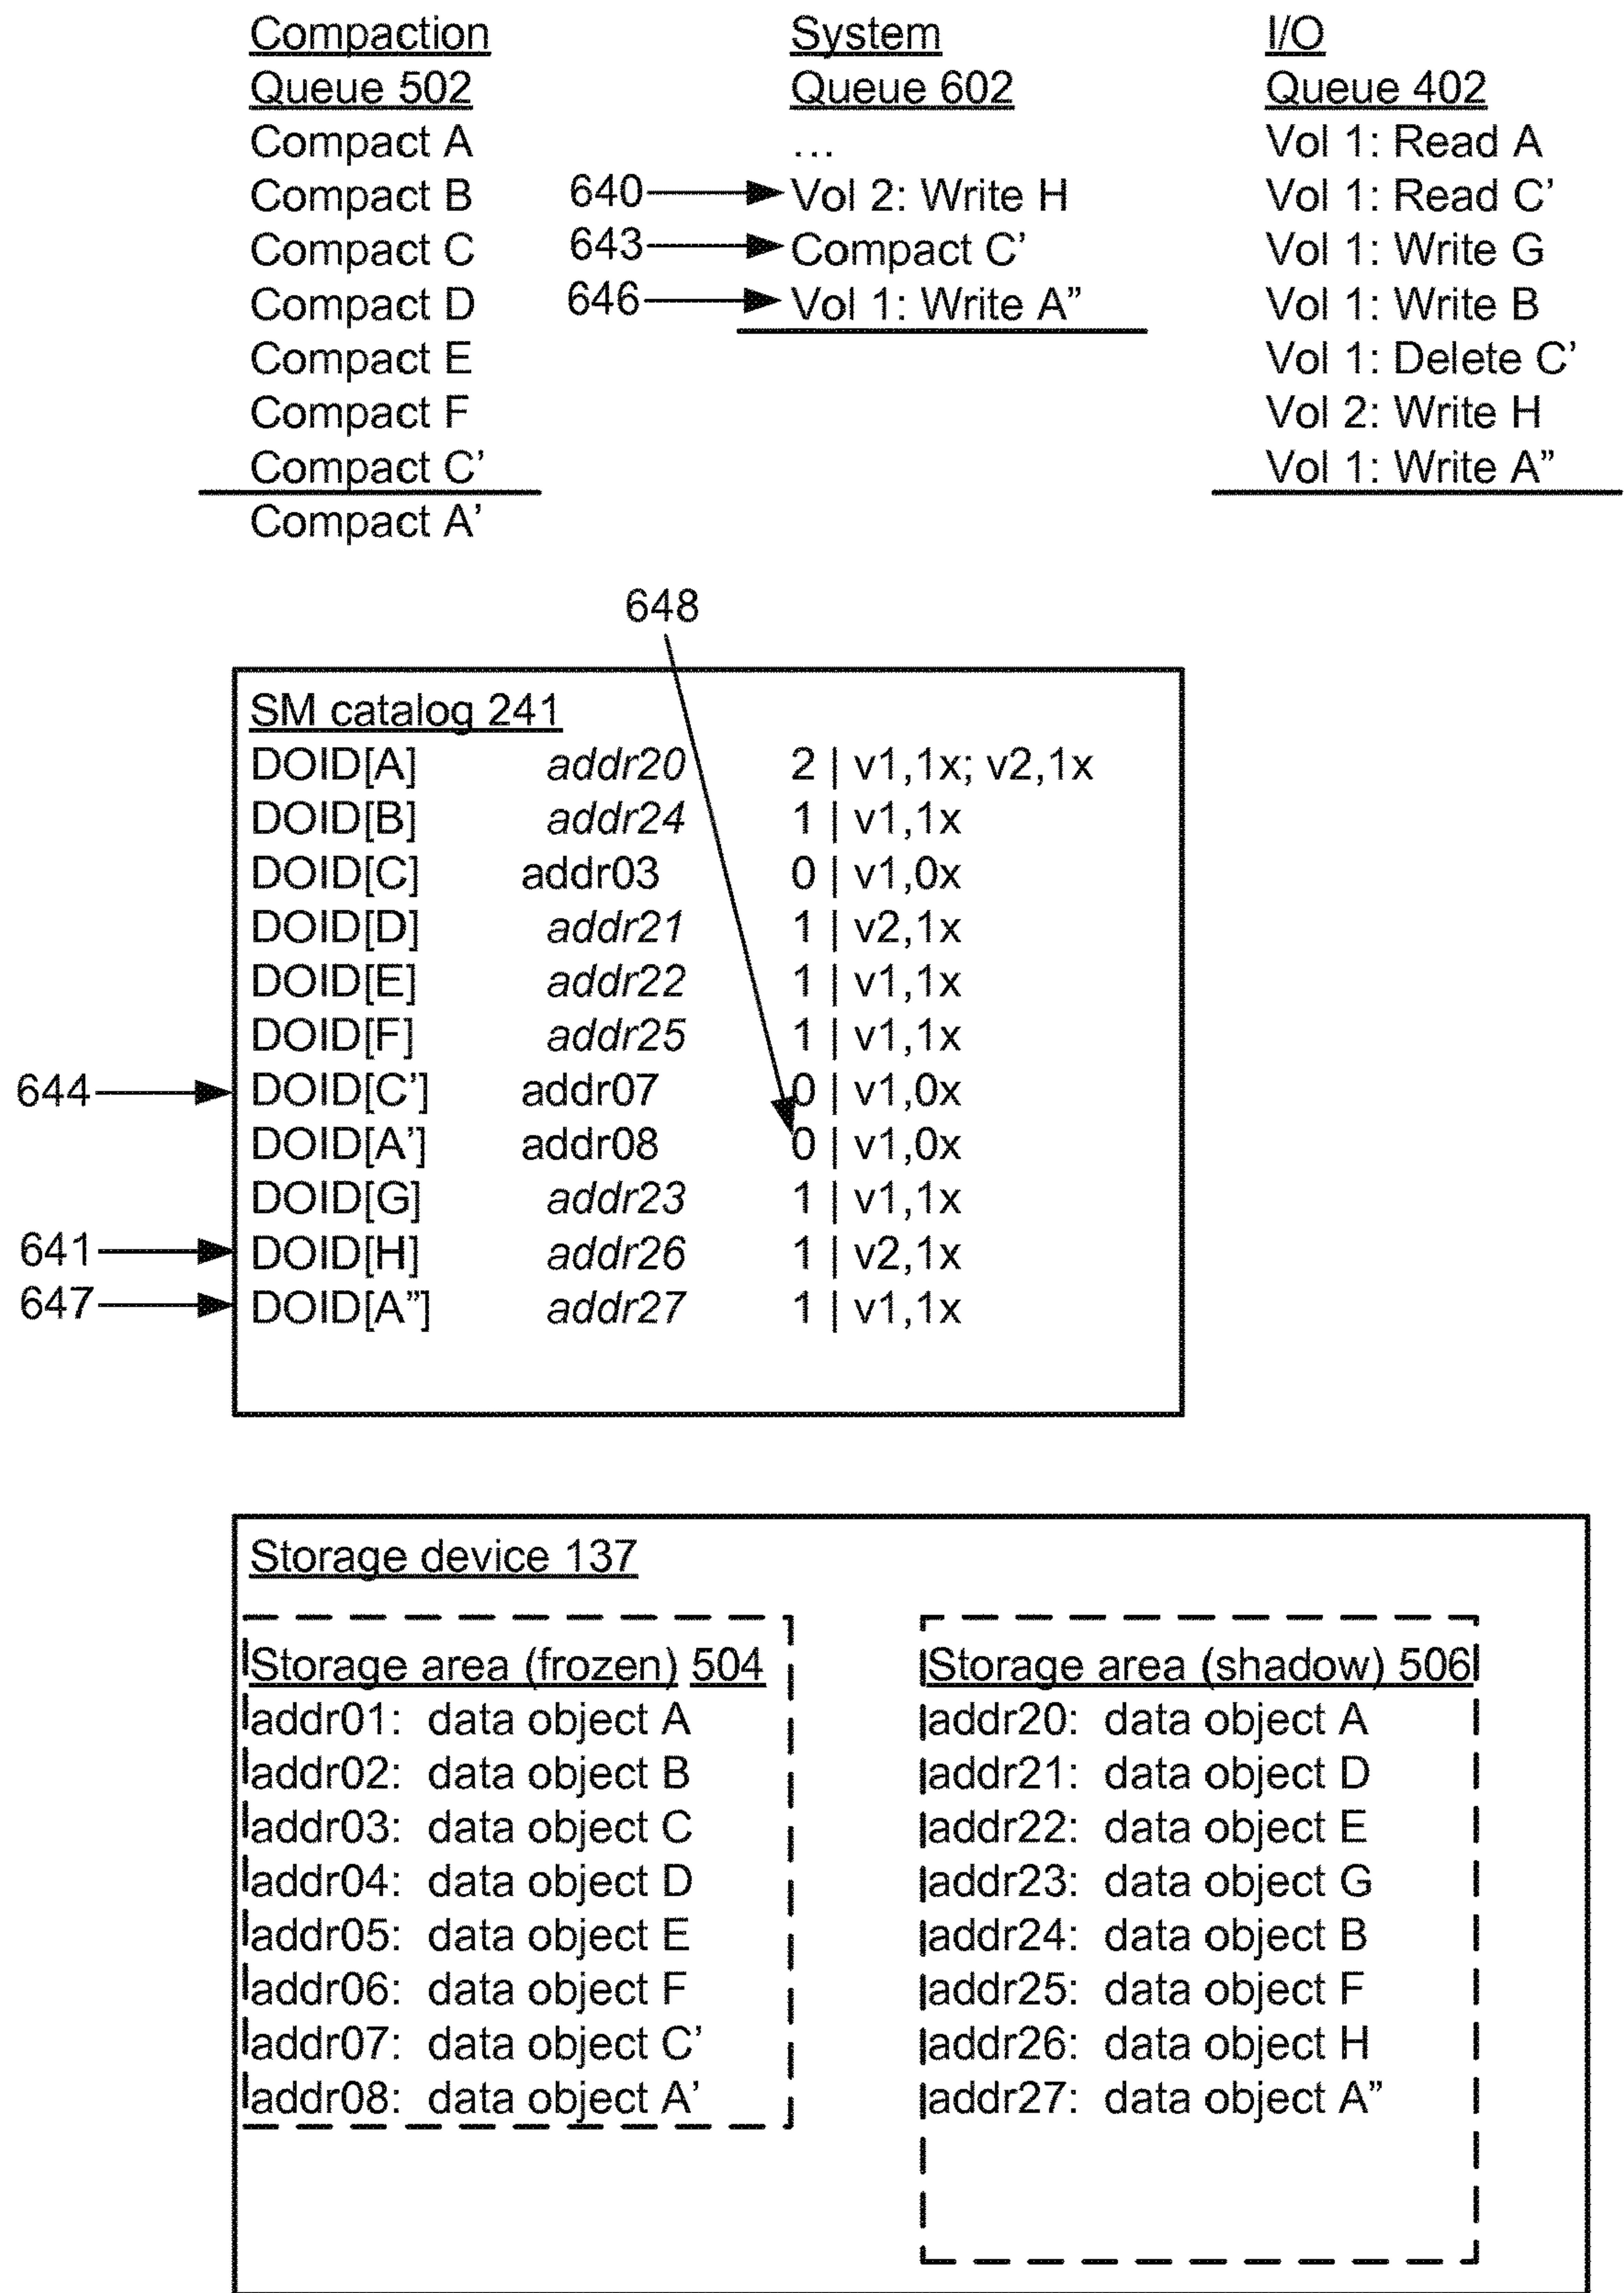 Compaction System I/O
Queue 502 Queue 602 Queue 402
Compact A … Vol 1: Read A
Compact B 640 Vol 2: Write H Vol 1: Read C’
Compact C 643 Compact C’ Vol 1: Write G
Compact D 646 Vol 1: Write A” Vol 1: Write B
Compact E Vol 1: Delete C’
Compact F Vol 2: Write H
Compact C’ Vol 1: Write A”
Compact A’
648
SM catalog 241
DOID[A] addr20 2 | v1,1x; v2,1x
DOID[B] addr24 1 | v1,1x
DOID[C] addr03 0 | v1,0x
DOID[D] addr21 1 | v2,1x
DOID[E] addr22 1 | v1,1x
DOID[F] addr25 1 | v1,1x
644 DOID[C’] addr07 0 | v1,0x
DOID[A’] addr08 0 | v1,0x
DOID[G] addr23 1 | v1,1x
641 DOID[H] addr26 1 | v2,1x
647 DOID[A”] addr27 1 | v1,1x
Storage device 137
Storage area (frozen) 504 Storage area (shadow) 506
addr01: data object A addr20: data object A
addr02: data object B addr21: data object D
addr03: data object C addr22: data object E
addr04: data object D addr23: data object G
addr05: data object E addr24: data object B
addr06: data object F addr25: data object F
addr07: data object C’ addr26: data object H
addr08: data object A’ addr27: data object A”